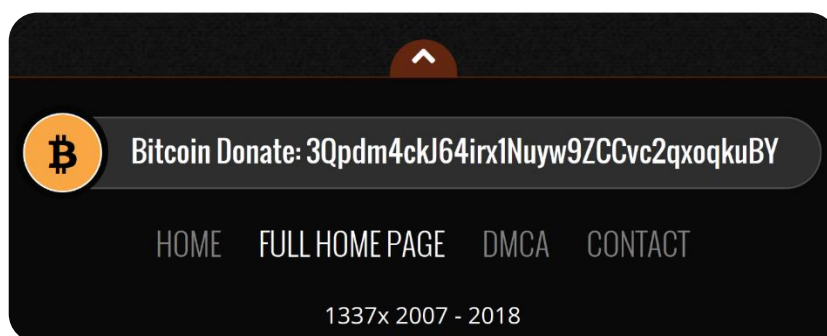 Bitcoin Donate: 3Qpdm4ckJ64irx1Nuyw9ZCCvc2qxoqkuBY
HOME FULL HOME PAGE DMCA CONTACT
1337x 2007 - 2018